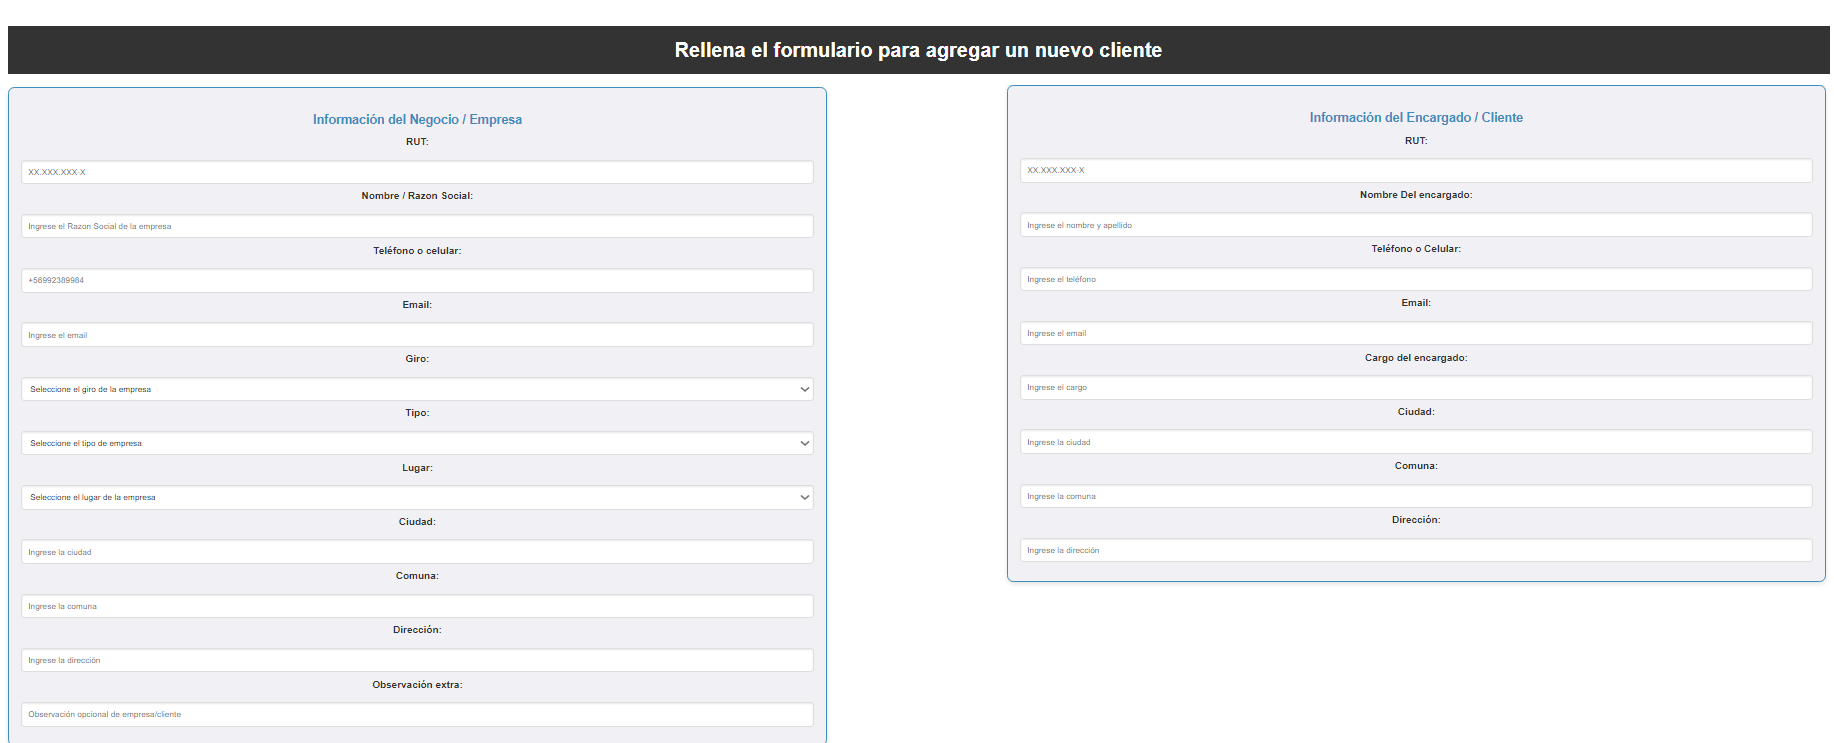 Rellena el formulario para agregar un nuevo cliente
Información del Negocio / Empresa
RUT:
XX.XXX.XXX-X
Nombre / Razon Social:
Ingrese el Razon Social de la empresa
Teléfono o celular:
+56992389984
Email:
Ingrese el email
Giro:
Seleccione el giro de la empresa
Tipo:
Seleccione el tipo de empresa
Lugar:
Seleccione el lugar de la empresa
Ciudad:
Ingrese la ciudad
Comuna:
Ingrese la comuna
Dirección:
Ingrese la dirección
Observación extra:
Observación opcional de empresa/cliente
Información del Encargado / Cliente
RUT:
XX.XXX.XXX-X
Nombre Del encargado:
Ingrese el nombre y apellido
Teléfono o Celular:
Ingrese el teléfono
Email:
Ingrese el email
Cargo del encargado:
Ingrese el cargo
Ciudad:
Ingrese la ciudad
Comuna:
Ingrese la comuna
Dirección:
Ingrese la dirección